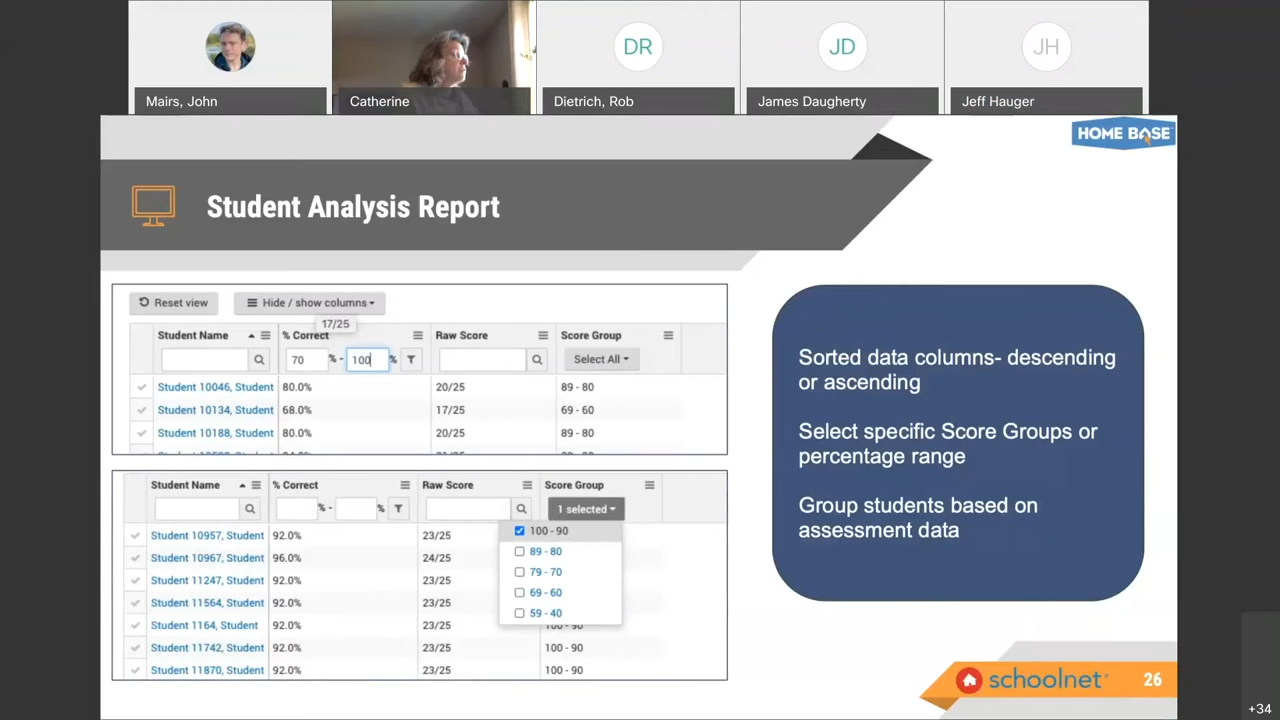 DR
JD
JH
Mairs, John
Catherine
Dietrich, Rob
James Daugherty
Jeff Hauger
HOME BASE
Student Analysis Report
Reset view
Hide / show columns
17/25
Student Name
% Correct
Raw Score
Score Group
70 % - 100 %
Select All
Student 10046, Student 80.0% 20/25 89 - 80
Student 10134, Student 68.0% 17/25 69 - 60
Student 10188, Student 80.0% 20/25 89 - 80
Student Name
% Correct
Raw Score
Score Group
% - %
1 selected
100 - 90
89 - 80
79 - 70
69 - 60
59 - 40
Student 10957, Student 92.0% 23/25
Student 10967, Student 96.0% 24/25
Student 11247, Student 92.0% 23/25
Student 11564, Student 92.0% 23/25
Student 1164, Student 92.0% 23/25 100 - 90
Student 11742, Student 92.0% 23/25 100 - 90
Student 11870, Student 92.0% 23/25 100 - 90
Sorted data columns- descending
or ascending
Select specific Score Groups or
percentage range
Group students based on
assessment data
schoolnet
26
+34